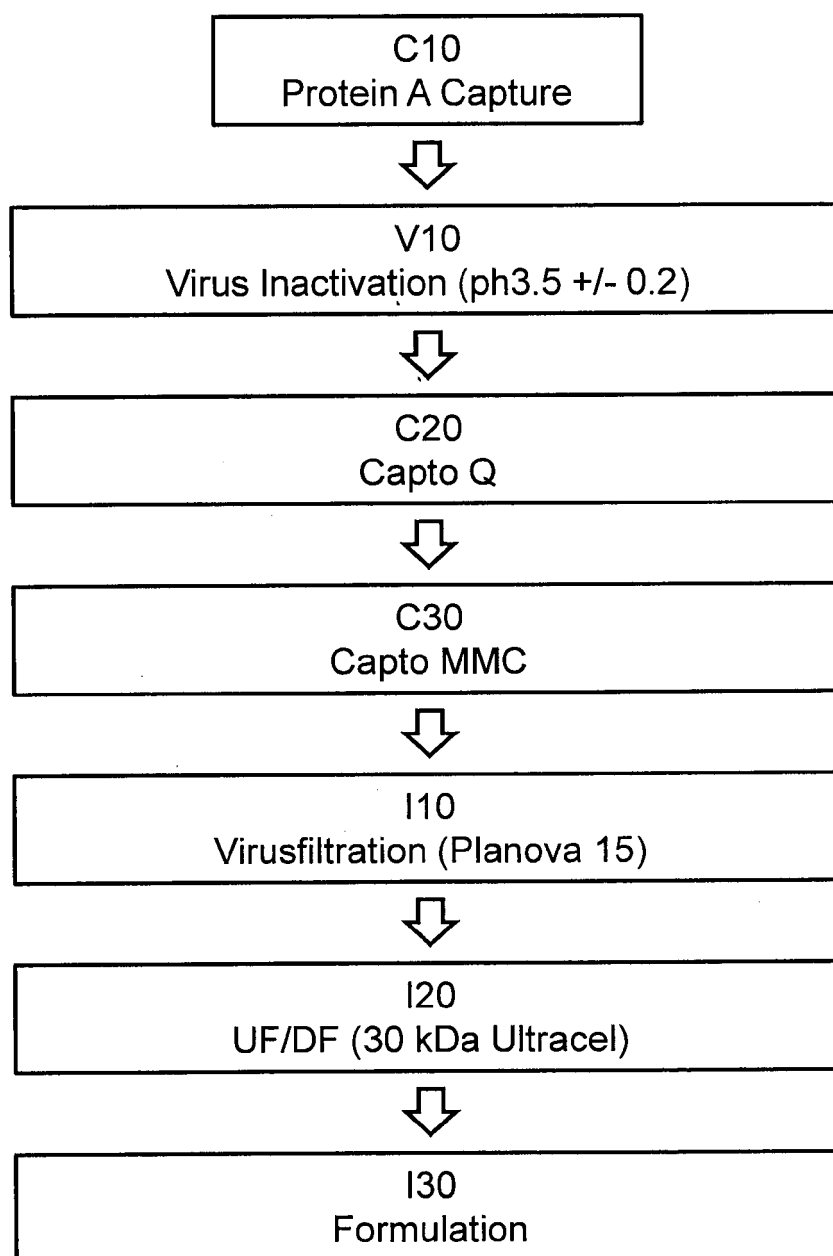 C10
Protein A Capture
V10
Virus Inactivation (ph3.5 +/- 0.2)
C20
Capto Q
C30
Capto MMC
I10
Virusfiltration (Planova 15)
I20
UF/DF (30 kDa Ultracel)
I30
Formulation